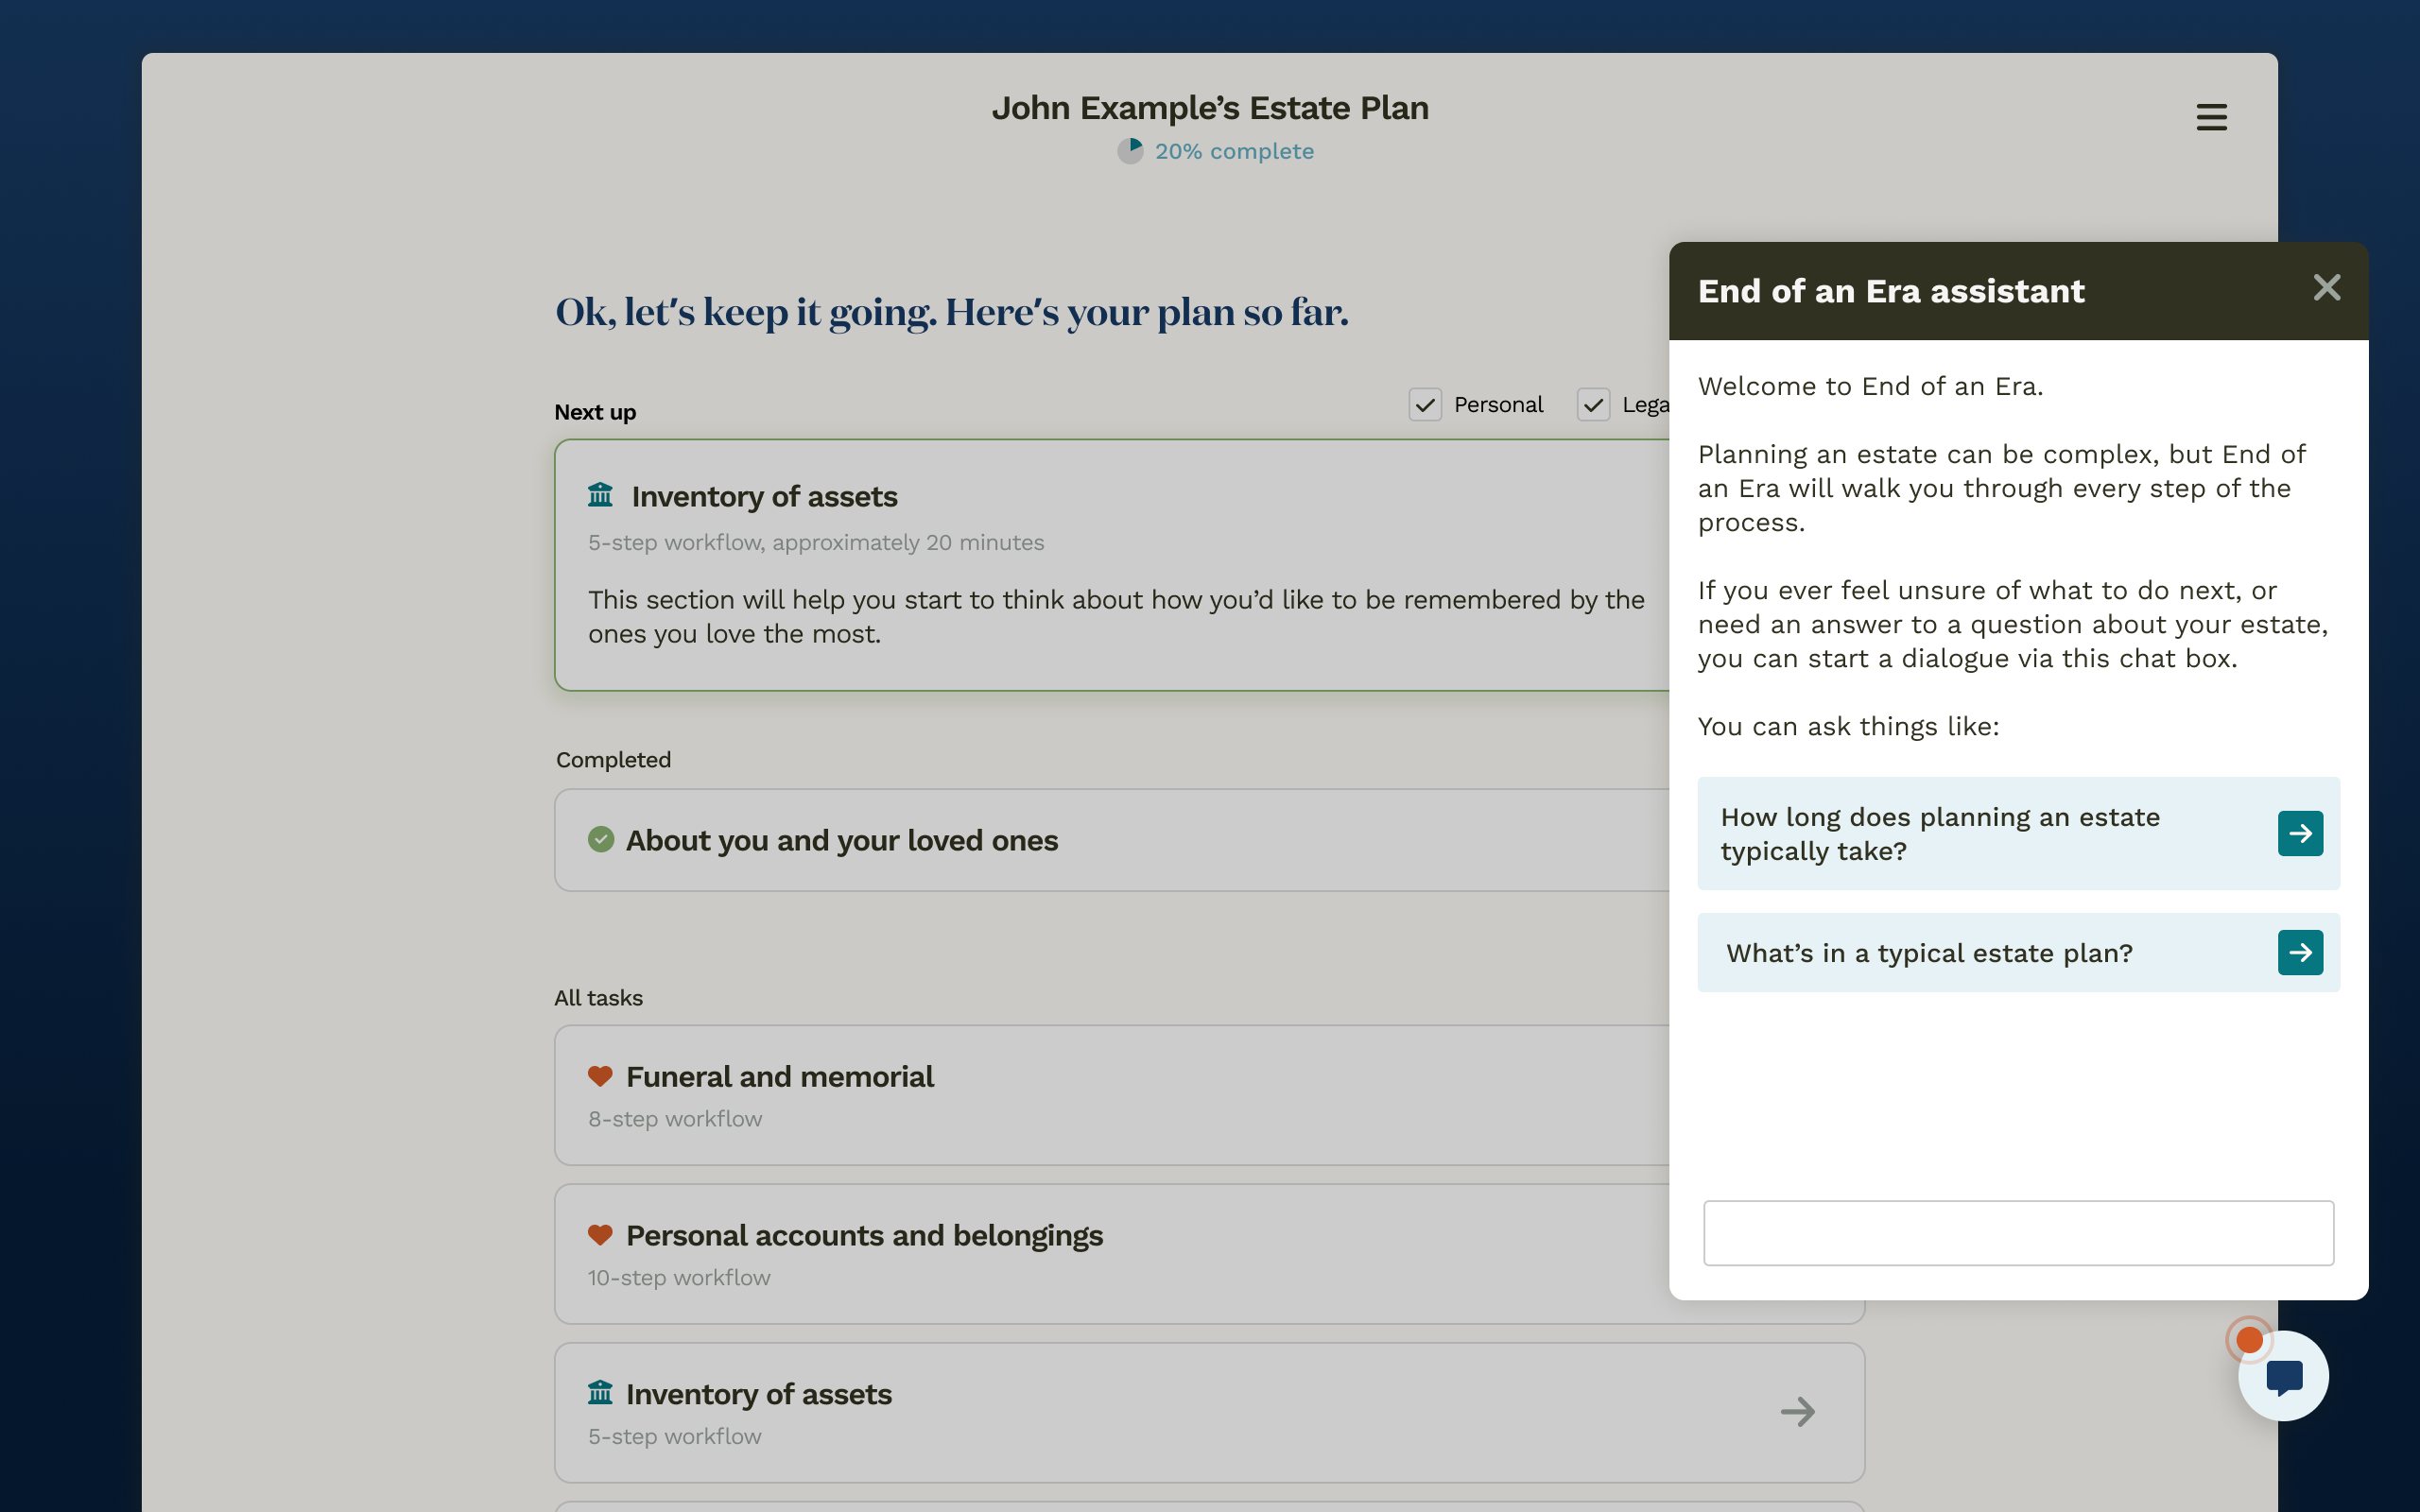 John Example’s Estate Plan
20% complete
Ok, let's keep it going. Here's your plan so far.
Next up
Personal
Lega
Inventory of assets
5-step workflow, approximately 20 minutes
This section will help you start to think about how you’d like to be remembered by the
ones you love the most.
Completed
About you and your loved ones
All tasks
Funeral and memorial
8-step workflow
Personal accounts and belongings
10-step workflow
Inventory of assets
5-step workflow
End of an Era assistant
Welcome to End of an Era.
Planning an estate can be complex, but End of
an Era will walk you through every step of the
process.
If you ever feel unsure of what to do next, or
need an answer to a question about your estate,
you can start a dialogue via this chat box.
You can ask things like:
How long does planning an estate
typically take?
What’s in a typical estate plan?